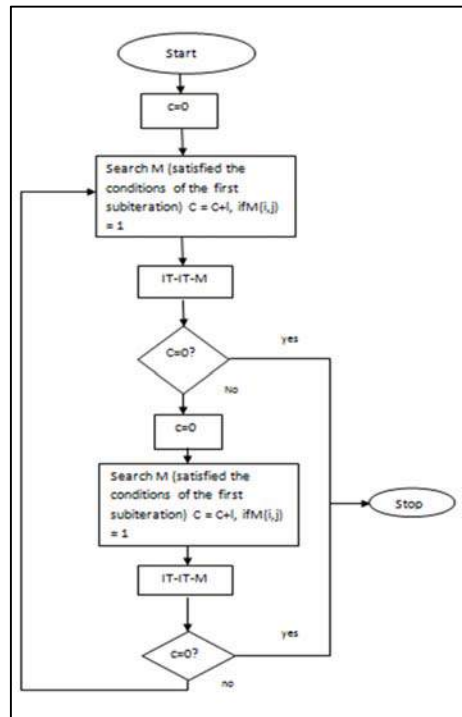 Start
c=0
Search M (satisfied the
conditions of the first
subiteration) C = C+I, ifM(i,j)
= 1
IT-IT-M
C=0?
yes
No
c=0
Search M (satisfied the
conditions of the first
subiteration) C = C+I, ifM(i,j)
= 1
Stop
IT-IT-M
c=0?
yes
no